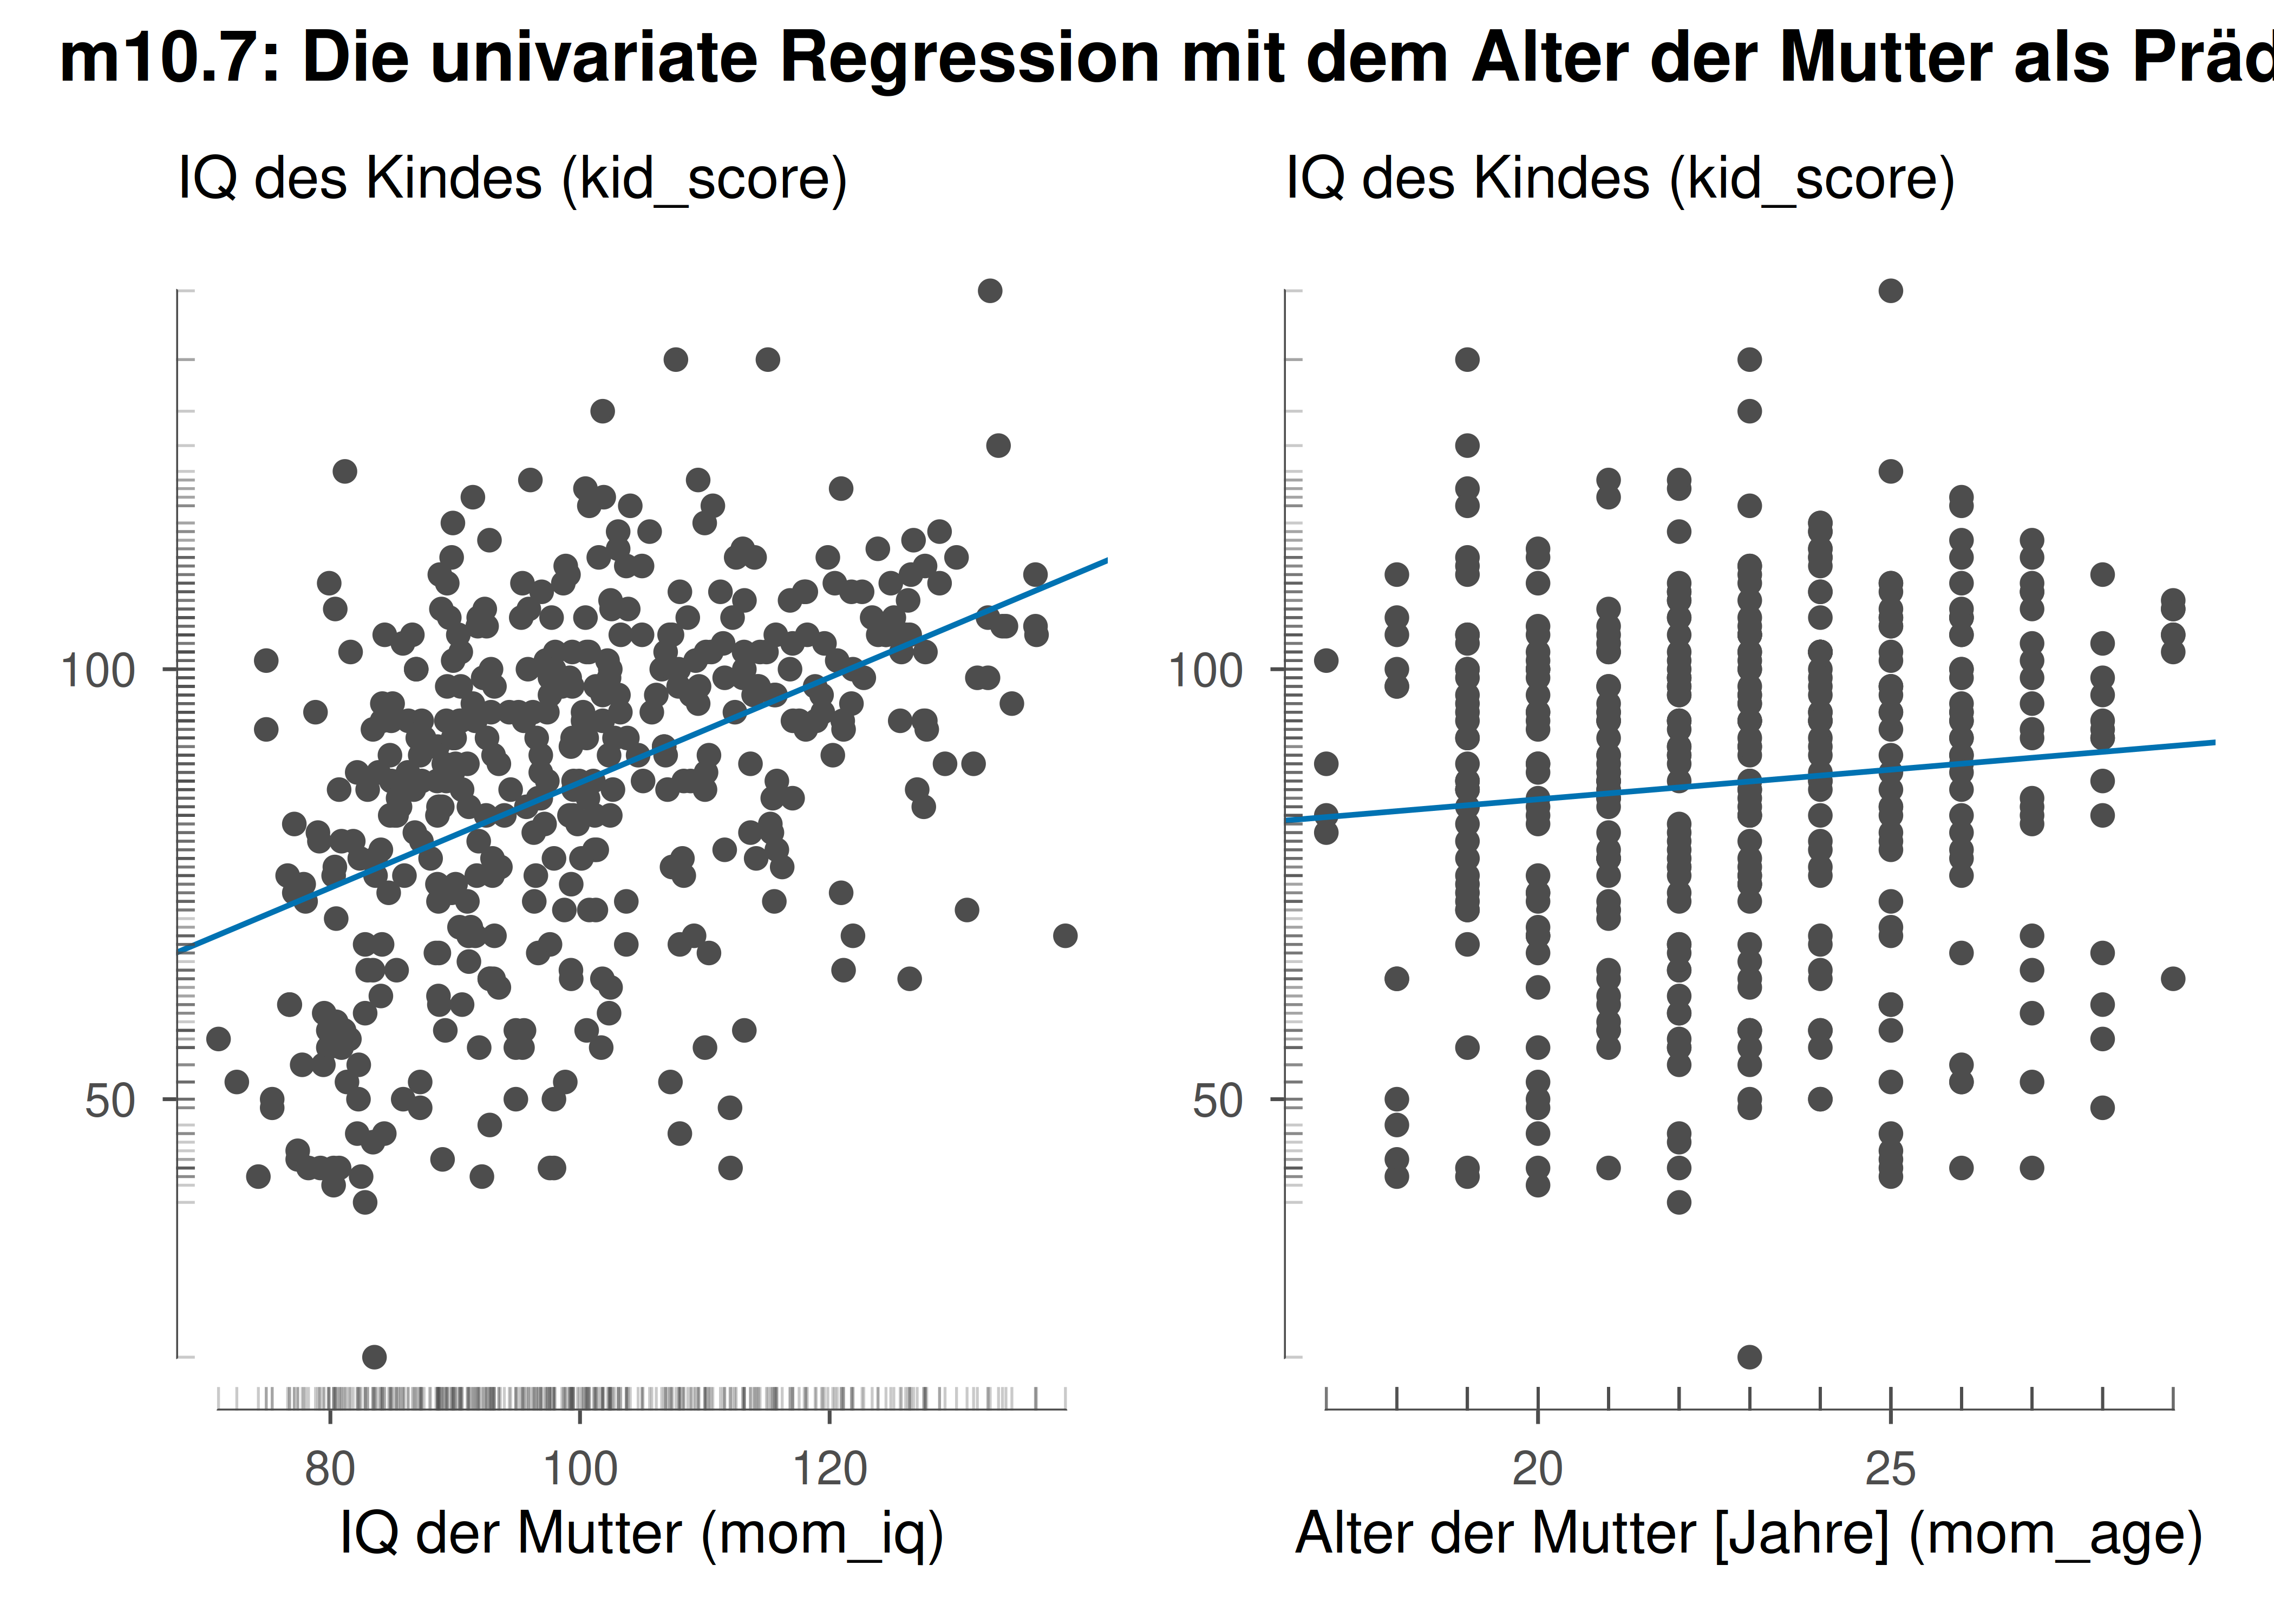 m10.7: Die univariate Regression mit dem Alter der Mutter als Präd
IQ des Kindes (kid_score)
100
50
80 100 120
IQ der Mutter (mom_iq)
IQ des Kindes (kid_score)
100
50
20 25
Alter der Mutter [Jahre] (mom_age)